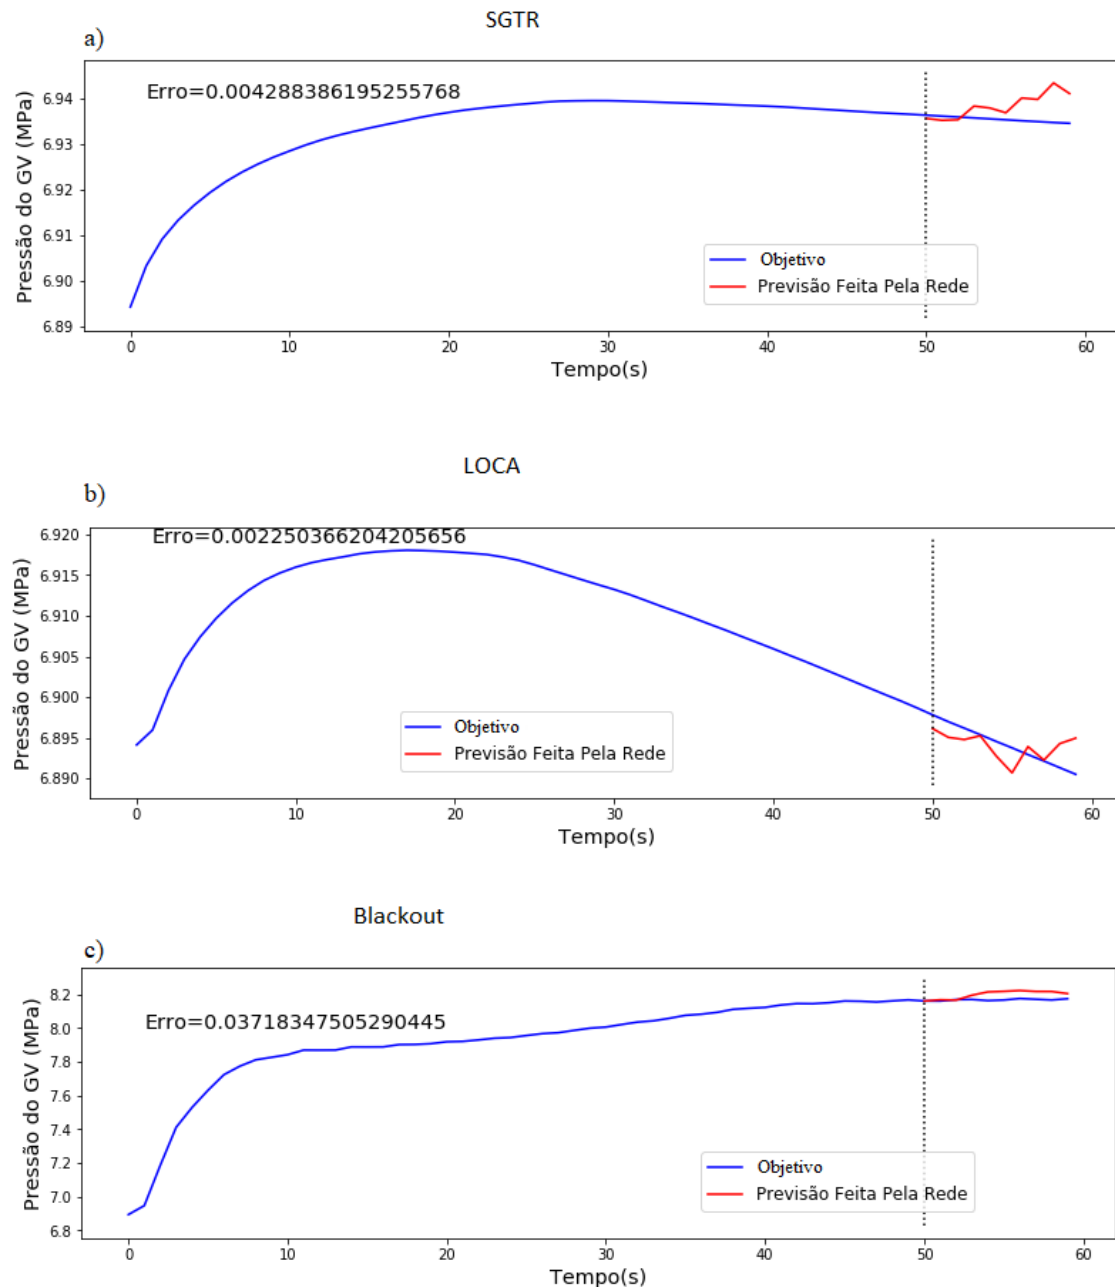 SGTR
a)
Erro=0.004288386195255768
6.94
6.93
6.92
6.91
6.90
6.89
Pressão do GV (MPa)
Objetivo
Previsão Feita Pela Rede
0 10 20 30 40 50 60
Tempo(s)
LOCA
b)
Erro=0.002250366204205656
6.920
6.915
6.910
6.905
6.900
6.895
6.890
Pressão do GV (MPa)
Objetivo
Previsão Feita Pela Rede
0 10 20 30 40 50 60
Tempo(s)
Blackout
c)
Erro=0.03718347505290445
8.2
8.0
7.8
7.6
7.4
7.2
7.0
6.8
Pressão do GV (MPa)
Objetivo
Previsão Feita Pela Rede
0 10 20 30 40 50 60
Tempo(s)